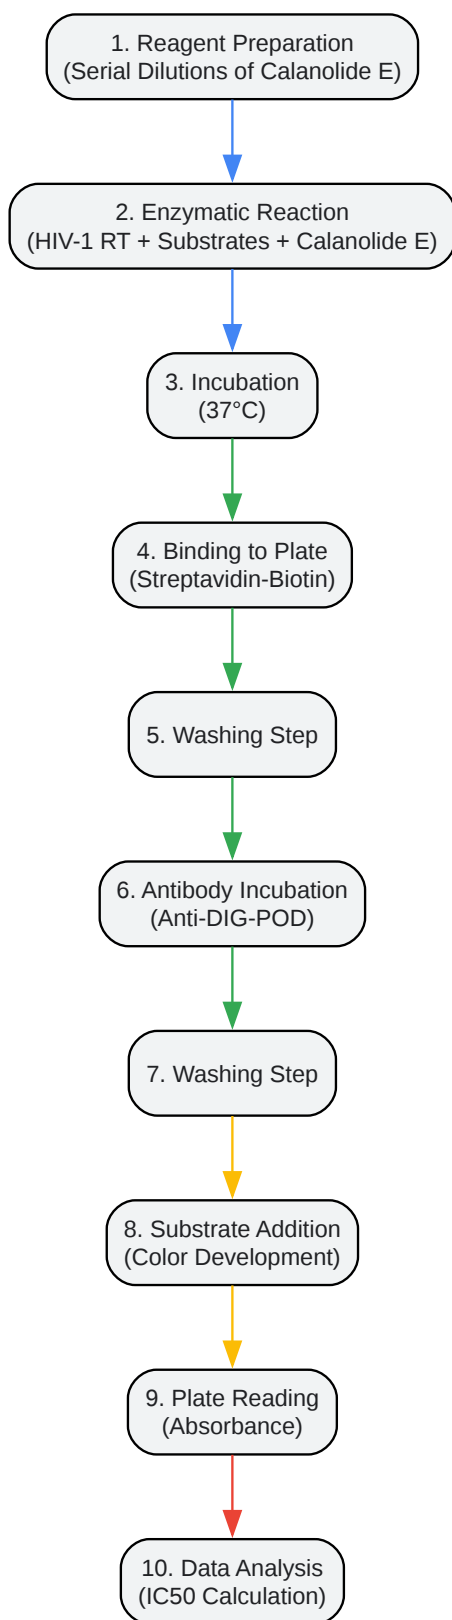 1. Reagent Preparation
(Serial Dilutions of Calanolide E)
2. Enzymatic Reaction
(HIV-1 RT + Substrates + Calanolide E)
3. Incubation
(37°C)
4. Binding to Plate
(Streptavidin-Biotin)
5. Washing Step
6. Antibody Incubation
(Anti-DIG-POD)
7. Washing Step
8. Substrate Addition
(Color Development)
9. Plate Reading
(Absorbance)
10. Data Analysis
(IC50 Calculation)